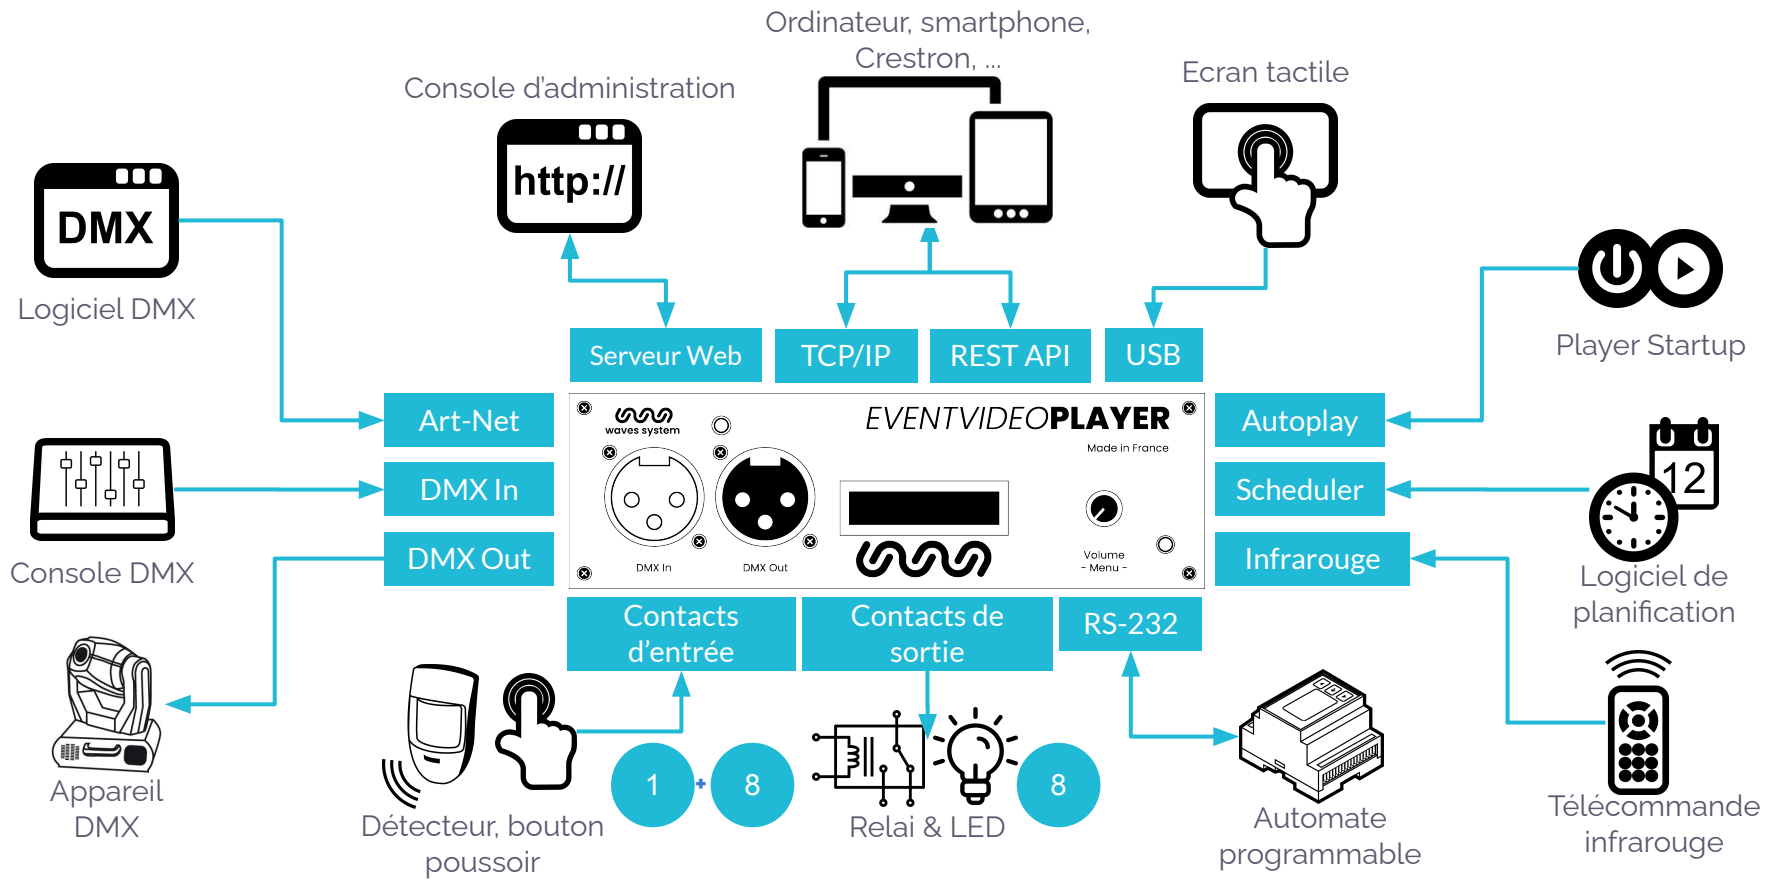 Ordinateur, smartphone,
Crestron, ...
Console d'administration
Ecran tactile
http://
DMX
Logiciel DMX
Player Startup
Serveur Web
TCP/IP
REST API
USB
Art-Net
DMX In
DMX Out
waves system
EVENTVIDEOPLAYER
Made in France
DMX In
DMX Out
Volume
- Menu -
Autoplay
Scheduler
Infrarouge
12
Console DMX
Logiciel de
planification
Contacts
d'entrée
Contacts de
sortie
RS-232
Appareil
DMX
1
+
8
8
Détecteur, bouton
poussoir
Relai & LED
Automate
programmable
Télécommande
infrarouge